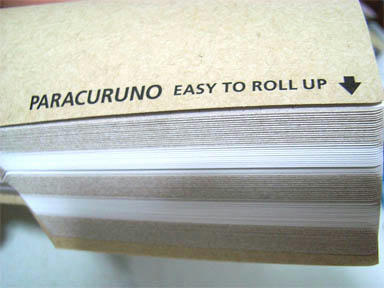 PARACURUNO EASY TO ROLL UP